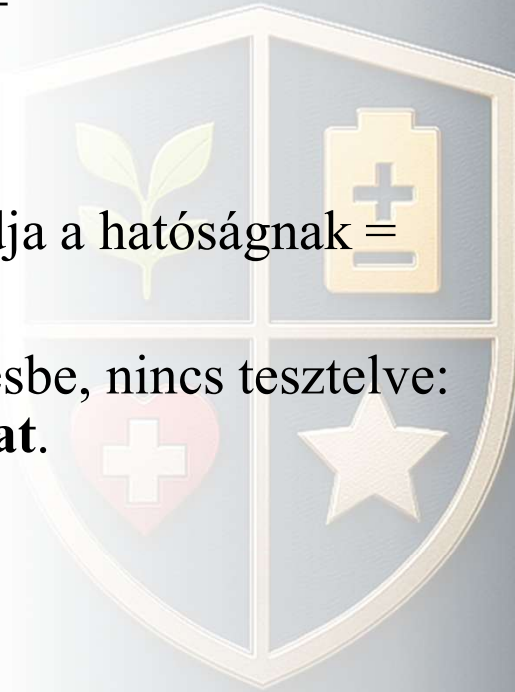 dja a hatóságnak =
esbe, nincs tesztelve:
at.